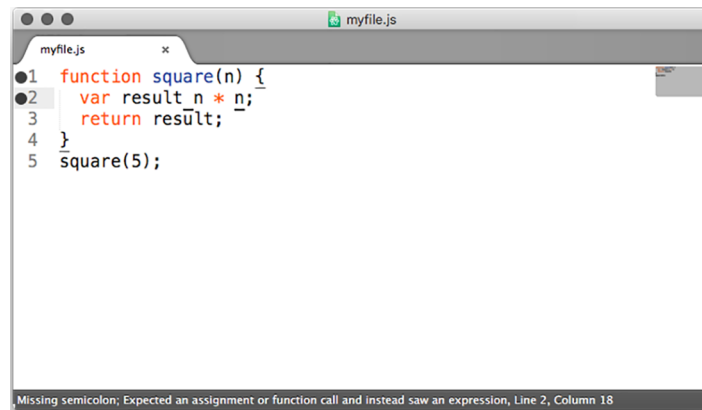 myfile.js
myfile.js ×
1 function square(n) {
2 var result n * n;
3 return result;
4 }
5 square(5);
Missing semicolon; Expected an assignment or function call and instead saw an expression, Line 2, Column 18